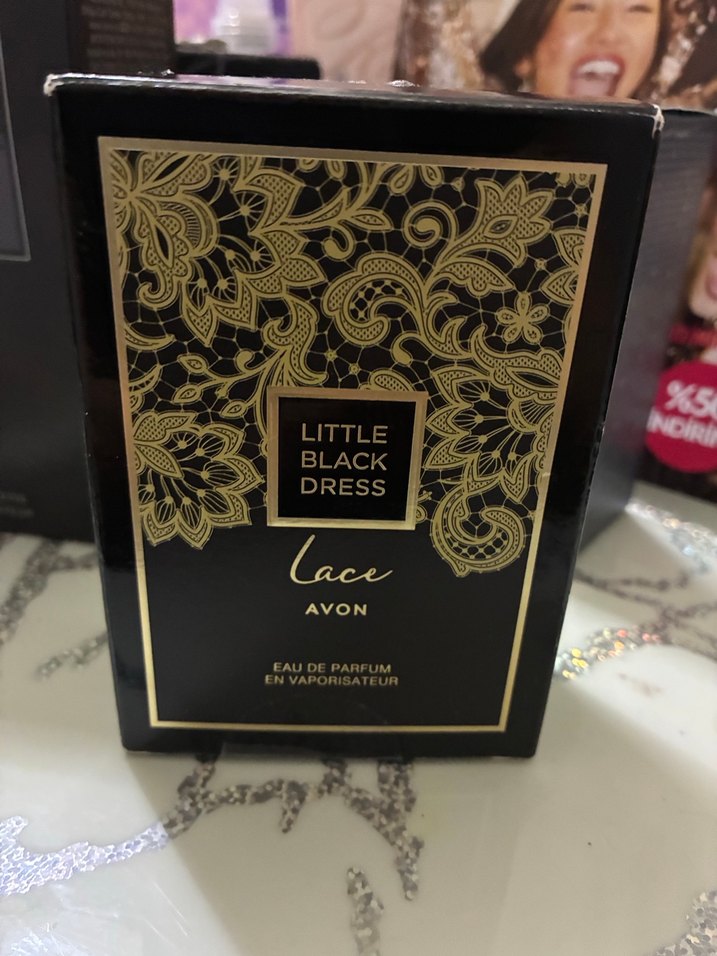 LITTLE
BLACK
DRESS
Lace
AVON
EAU DE PARFUM
EN VAPORISATEUR